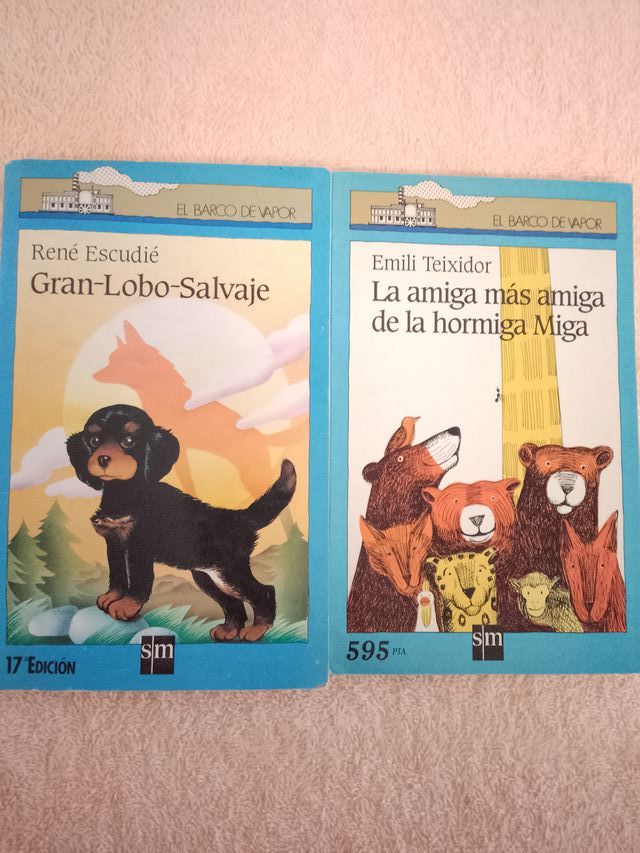 EL BARCO DE VAPOR
René Escudié
Gran-Lobo-Salvaje
17ª EDICIÓN
sm
EL BARCO DE VAPOR
Emili Teixidor
La amiga más amiga
de la hormiga Miga
595 PTA
sm